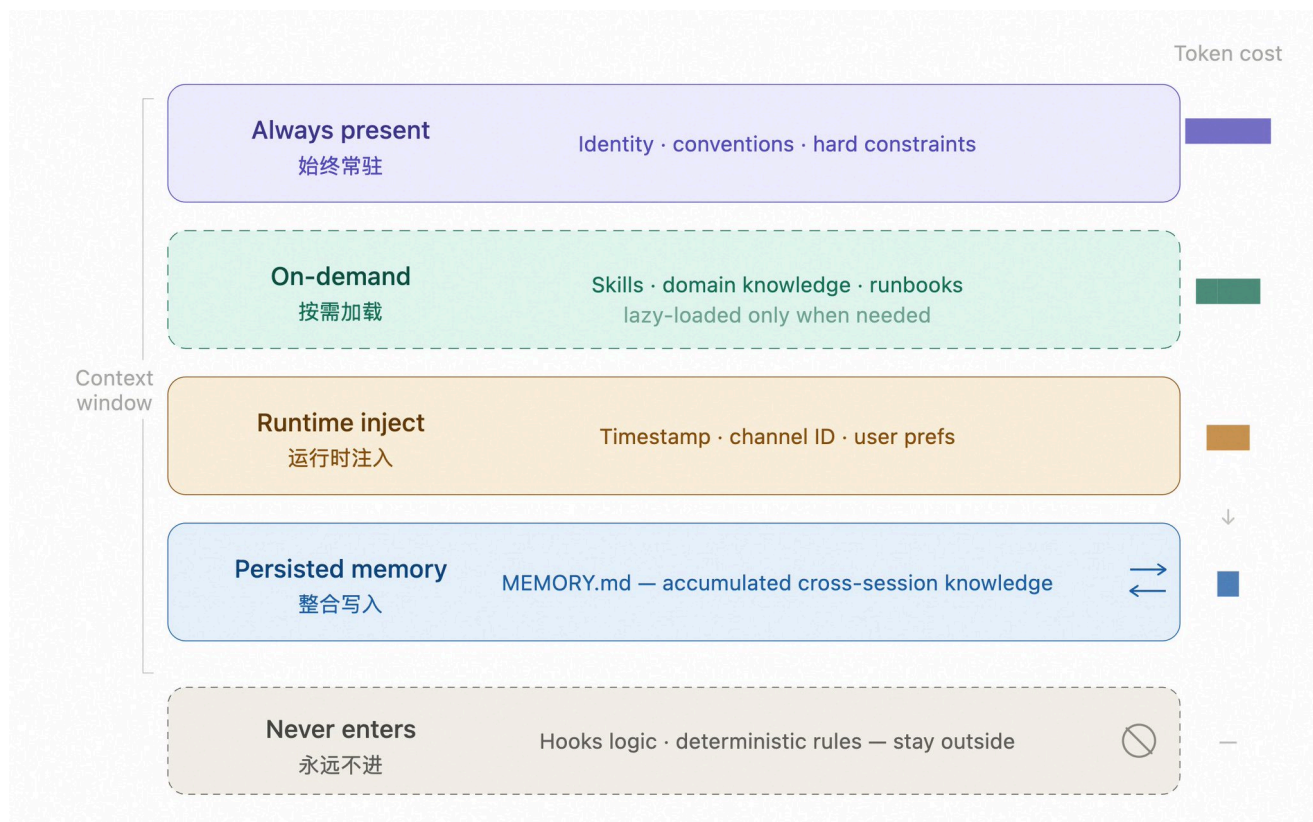 Token cost
Always present
始终常驻
Identity · conventions · hard constraints
On-demand
按需加载
Skills · domain knowledge · runbooks
lazy-loaded only when needed
Context
window
Runtime inject
运行时注入
Timestamp · channel ID · user prefs
Persisted memory
整合写入
MEMORY.md — accumulated cross-session knowledge
Never enters
永远不进
Hooks logic · deterministic rules — stay outside